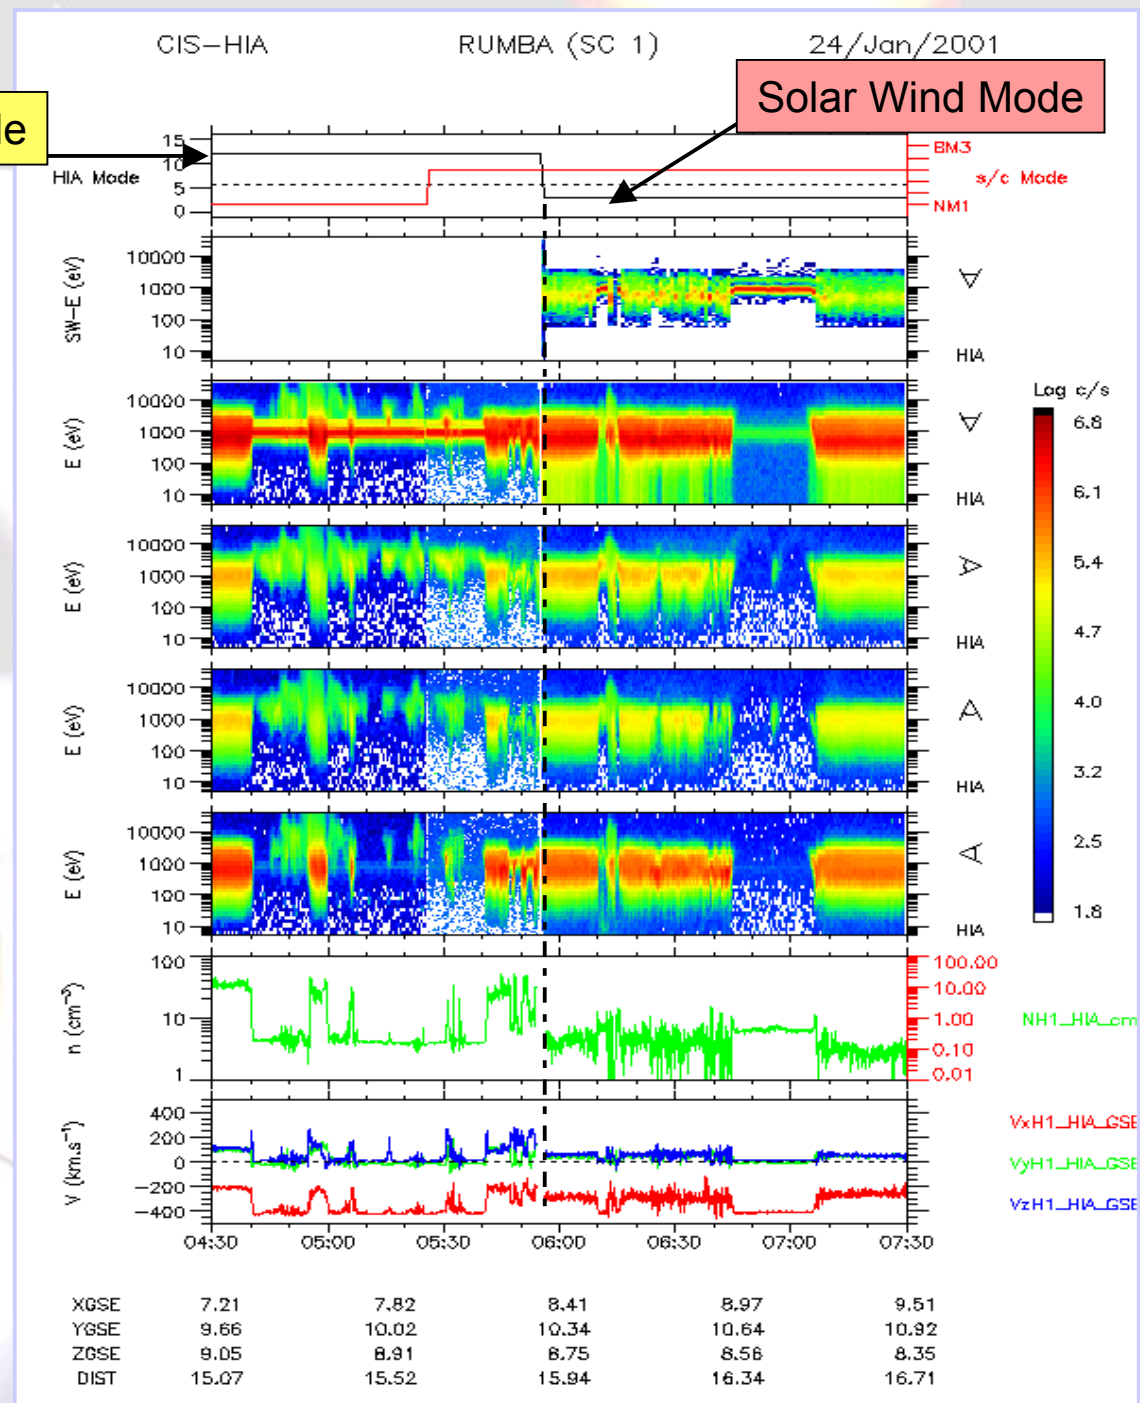 CIS-HIA RUMBA (SC 1) 24/Jan/2001
Solar Wind Mode
HIA Mode
15
10
5
0
BM3
s/c Mode
NM1
SW-E (eV)
10000
1000
100
10
HIA
E (eV)
10000
1000
100
10
HIA
Log c/s
6.8
6.1
5.4
4.7
4.0
3.2
2.5
1.8
E (eV)
10000
1000
100
10
HIA
E (eV)
10000
1000
100
10
HIA
E (eV)
10000
1000
100
10
HIA
n (cm⁻³)
100
10
1
100.00
10.00
1.00
0.10
0.01
NH1_HIA_cm
V (km.s⁻¹)
400
200
0
-200
-400
VxH1_HIA_GSE
VyH1_HIA_GSE
VzH1_HIA_GSE
04:30 05:00 05:30 06:00 06:30 07:00 07:30
XGSE 7.21 7.82 8.41 8.97 9.51
YGSE 9.66 10.02 10.34 10.64 10.92
ZGSE 9.05 8.91 8.75 8.56 8.35
DIST 15.07 15.52 15.94 16.34 16.71